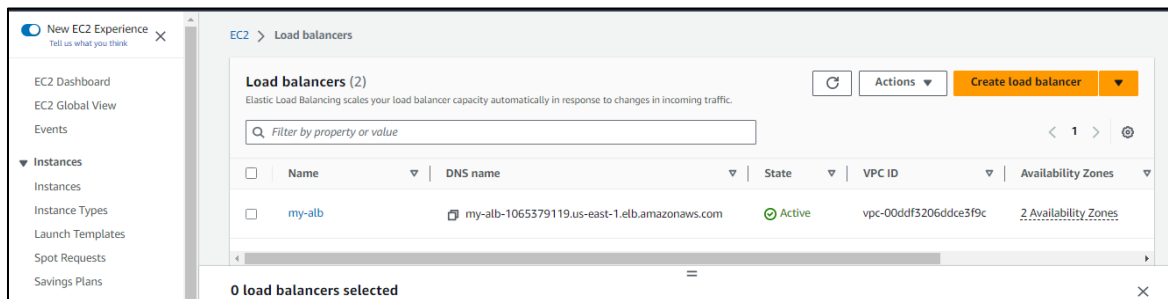 New EC2 Experience
Tell us what you think
EC2 Dashboard
EC2 Global View
Events
Instances
Instances
Instance Types
Launch Templates
Spot Requests
Savings Plans
EC2 > Load balancers
Load balancers (2)
Elastic Load Balancing scales your load balancer capacity automatically in response to changes in incoming traffic.
Actions
Create load balancer
Filter by property or value
1
Name DNS name State VPC ID Availability Zones
my-alb my-alb-1065379119.us-east-1.elb.amazonaws.com Active vpc-00ddf3206ddce3f9c 2 Availability Zones
0 load balancers selected